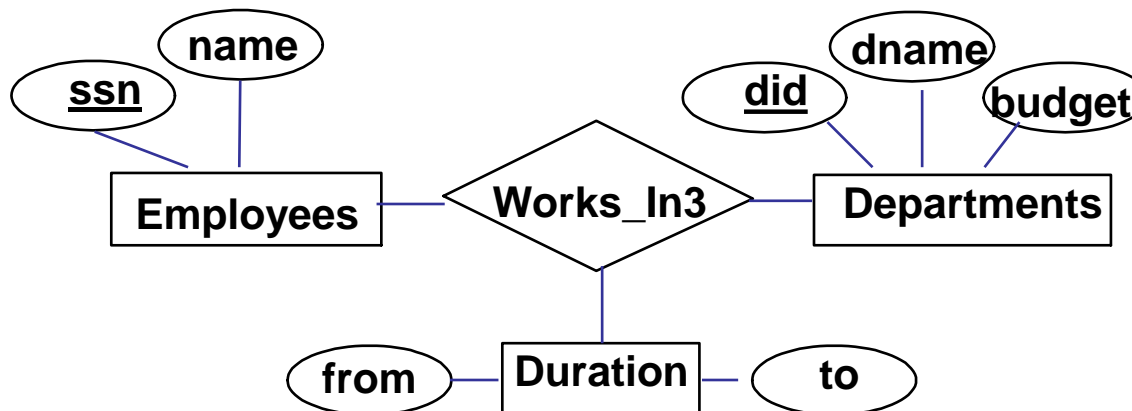 name
dname
ssn
did
budget
Employees
Works_In3
Departments
from
Duration
to